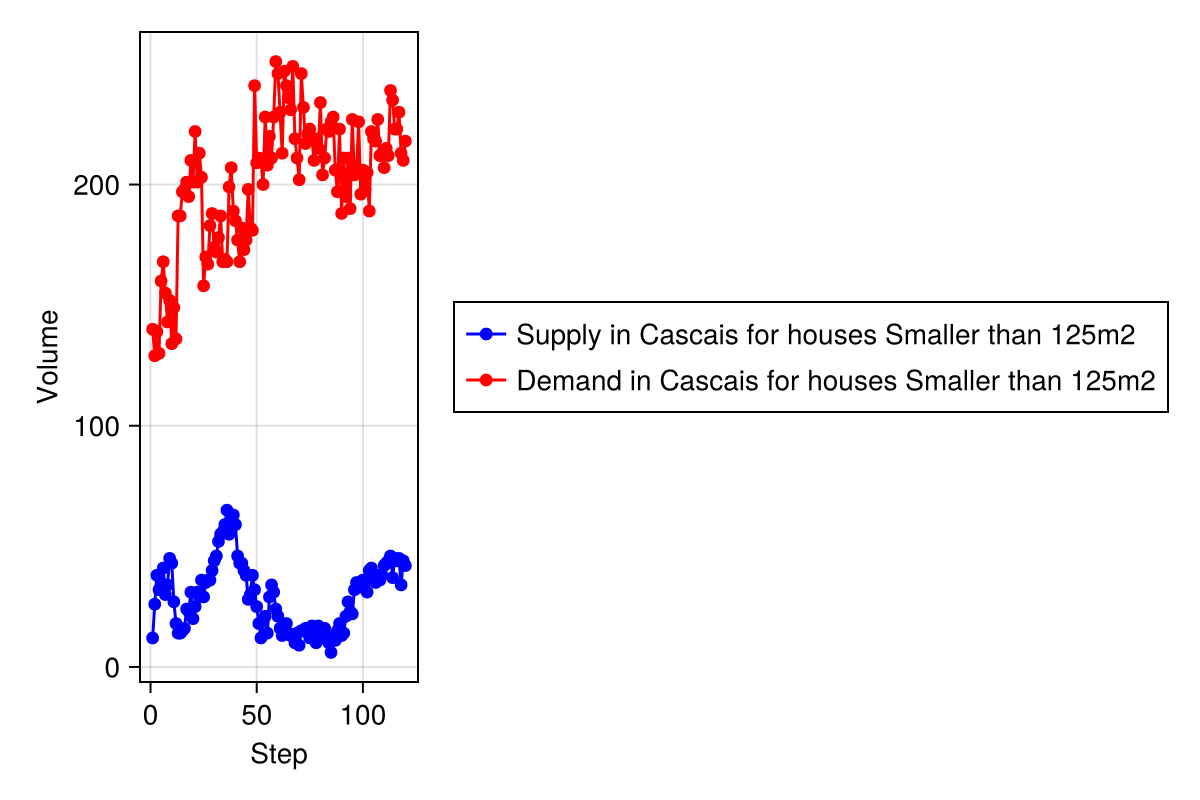 200
100
0
Volume
0 50 100
Step
Supply in Cascais for houses Smaller than 125m2
Demand in Cascais for houses Smaller than 125m2